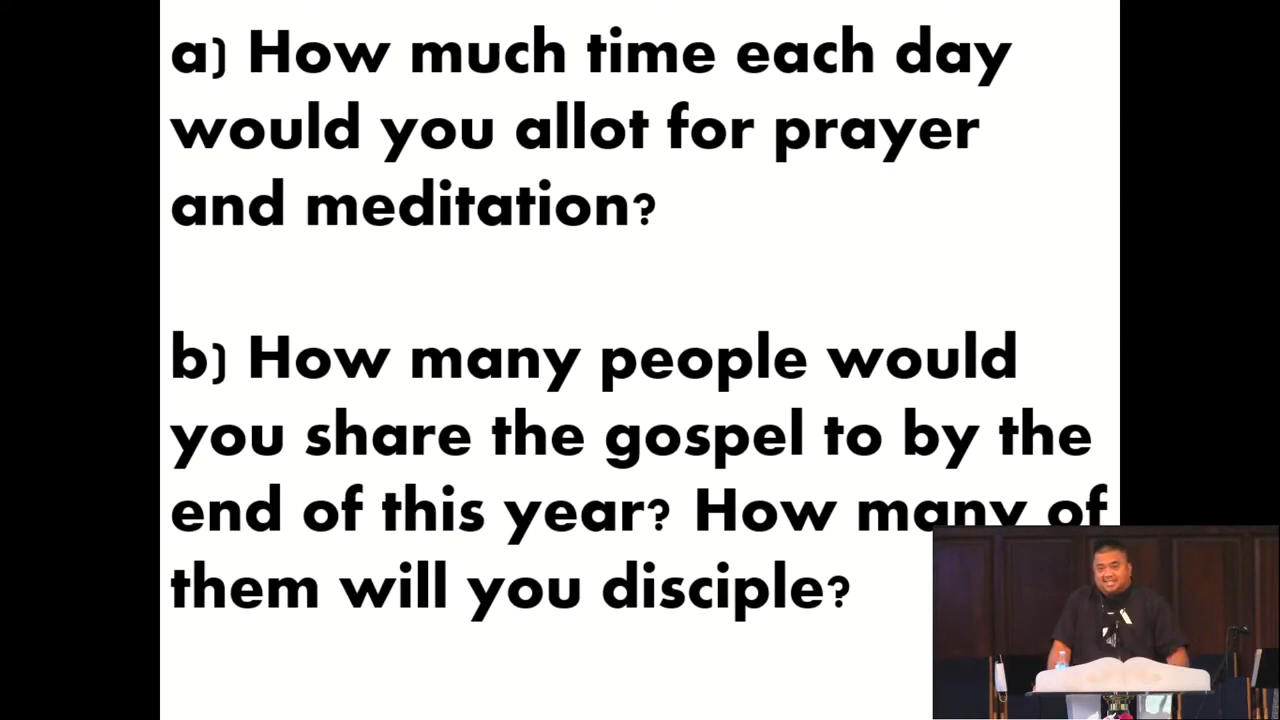 a) How much time each day
would you allot for prayer
and meditation?
b) How many people would
you share the gospel to by the
end of this year? How many of
them will you disciple?